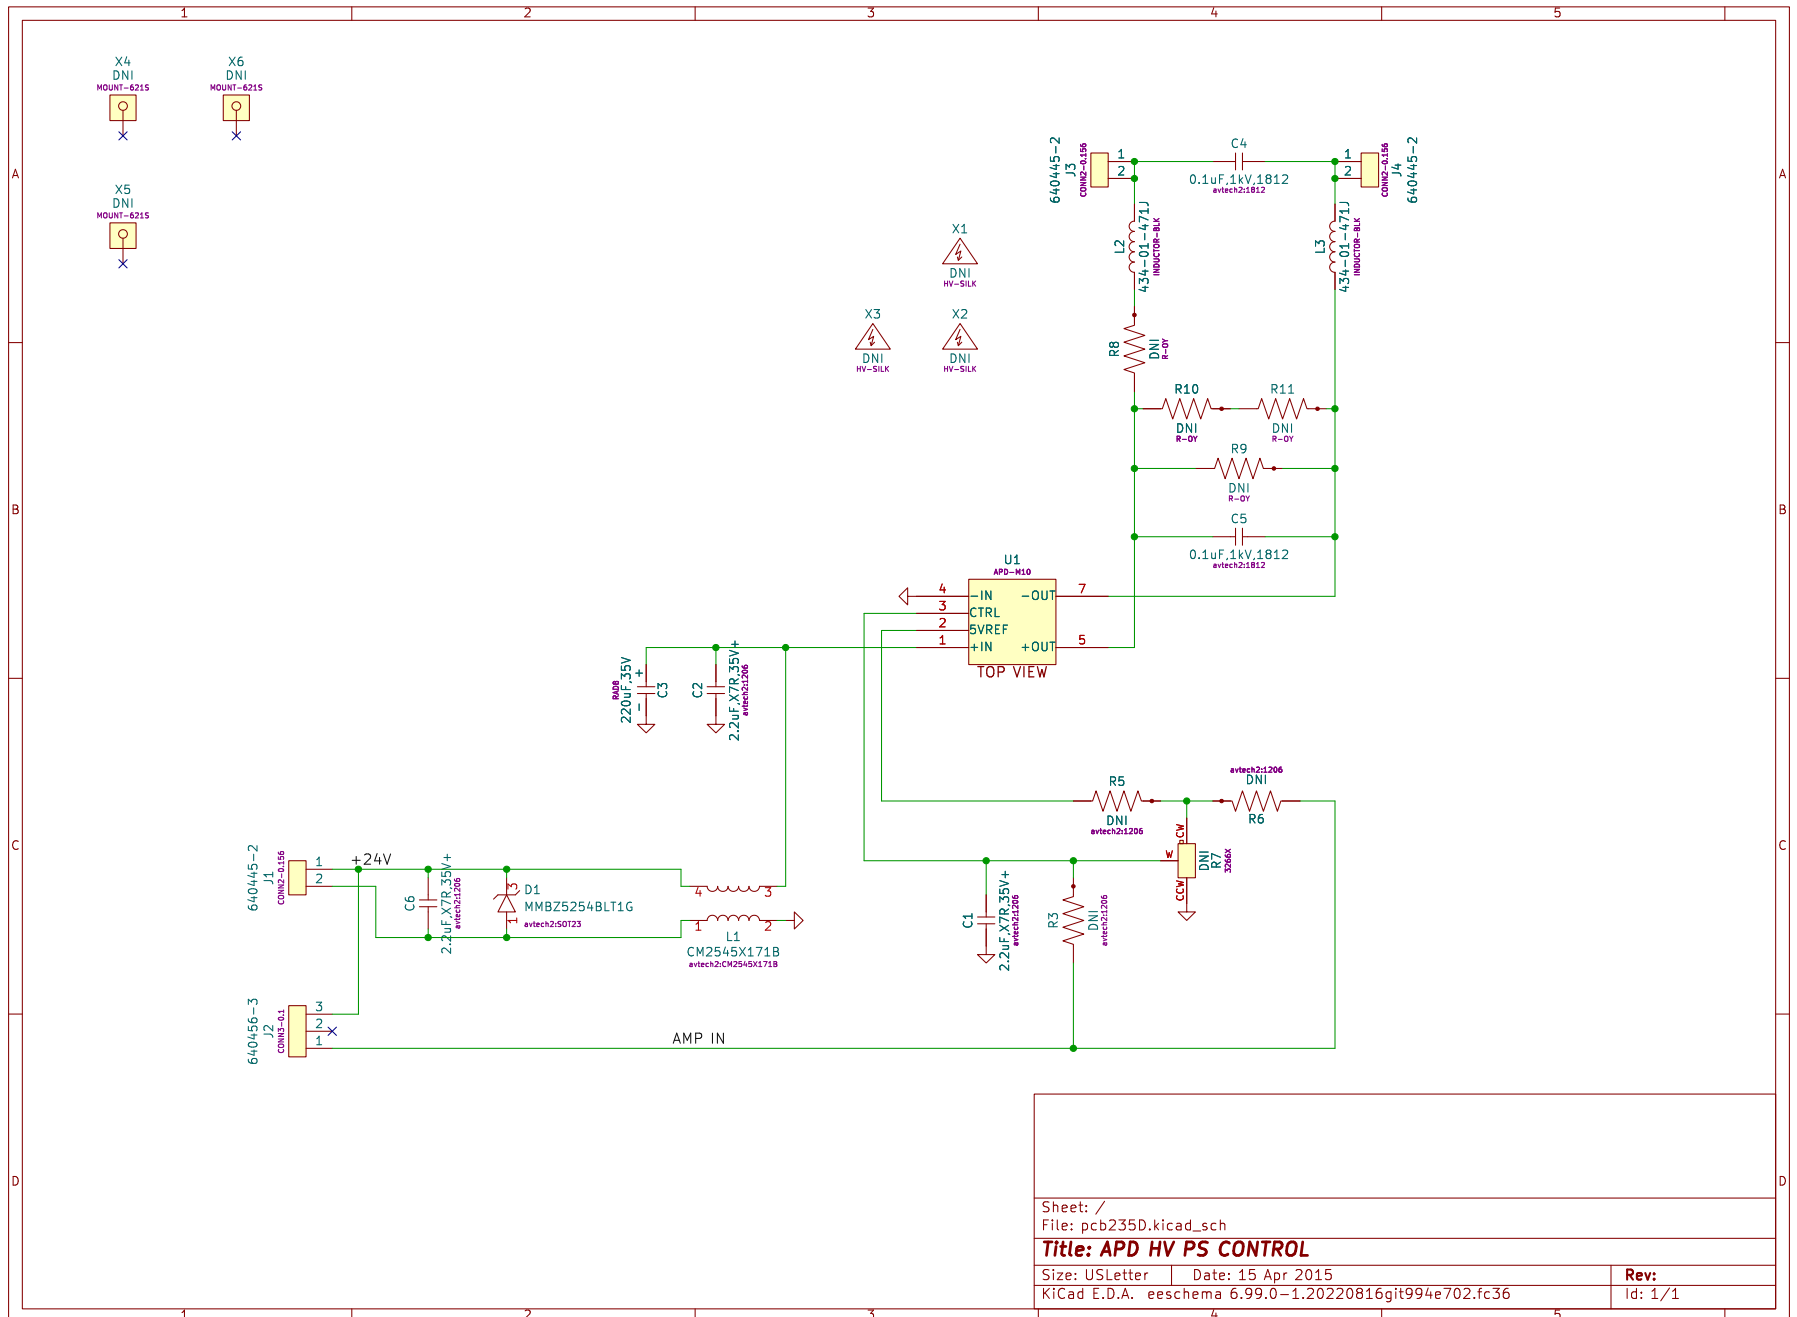 1 2 3 4 5
A A
B B
C C
D D
X4
DNI
MOUNT-621S
X6
DNI
MOUNT-621S
X5
DNI
MOUNT-621S
X1
DNI
HV-SILK
X3
DNI
HV-SILK
X2
DNI
HV-SILK
640445-2
J3
CONN2-0.156
1
2
C4
0.1uF,1kV,1812
avtech2:1812
1
2
CONN2-0.156
J4
640445-2
L2
434-01-471J
INDUCTOR-BLK
L3
434-01-471J
INDUCTOR-BLK
R8
DNI
R-OY
R10
DNI
R-OY
R11
DNI
R-OY
R9
DNI
R-OY
C5
0.1uF,1kV,1812
avtech2:1812
U1
APD-M10
4 -IN -OUT 7
3 CTRL
2 5VREF
1 +IN +OUT 5
TOP VIEW
RAD8
220uF,35V
+
-
C3
C2
2.2uF,X7R,35V+
avtech2:1206
R5
DNI
avtech2:1206
avtech2:1206
DNI
R6
CW
W
CCW
DNI
R7
3266X
640445-2
J1
CONN2-0.156
1
2
+24V
C6
2.2uF,X7R,35V+
avtech2:1206
3
1
D1
MMBZ5254BLT1G
avtech2:SOT23
4 3
1 2
L1
CM2545X171B
avtech2:CM2545X171B
C1
2.2uF,X7R,35V+
avtech2:1206
R3
DNI
avtech2:1206
640456-3
J2
CONN3-0.1
3
2
1
AMP IN
Sheet: /
File: pcb235D.kicad_sch
Title: APD HV PS CONTROL
Size: USLetter Date: 15 Apr 2015 Rev:
KiCad E.D.A. eeschema 6.99.0-1.20220816git994e702.fc36 Id: 1/1
1 2 3 4 5